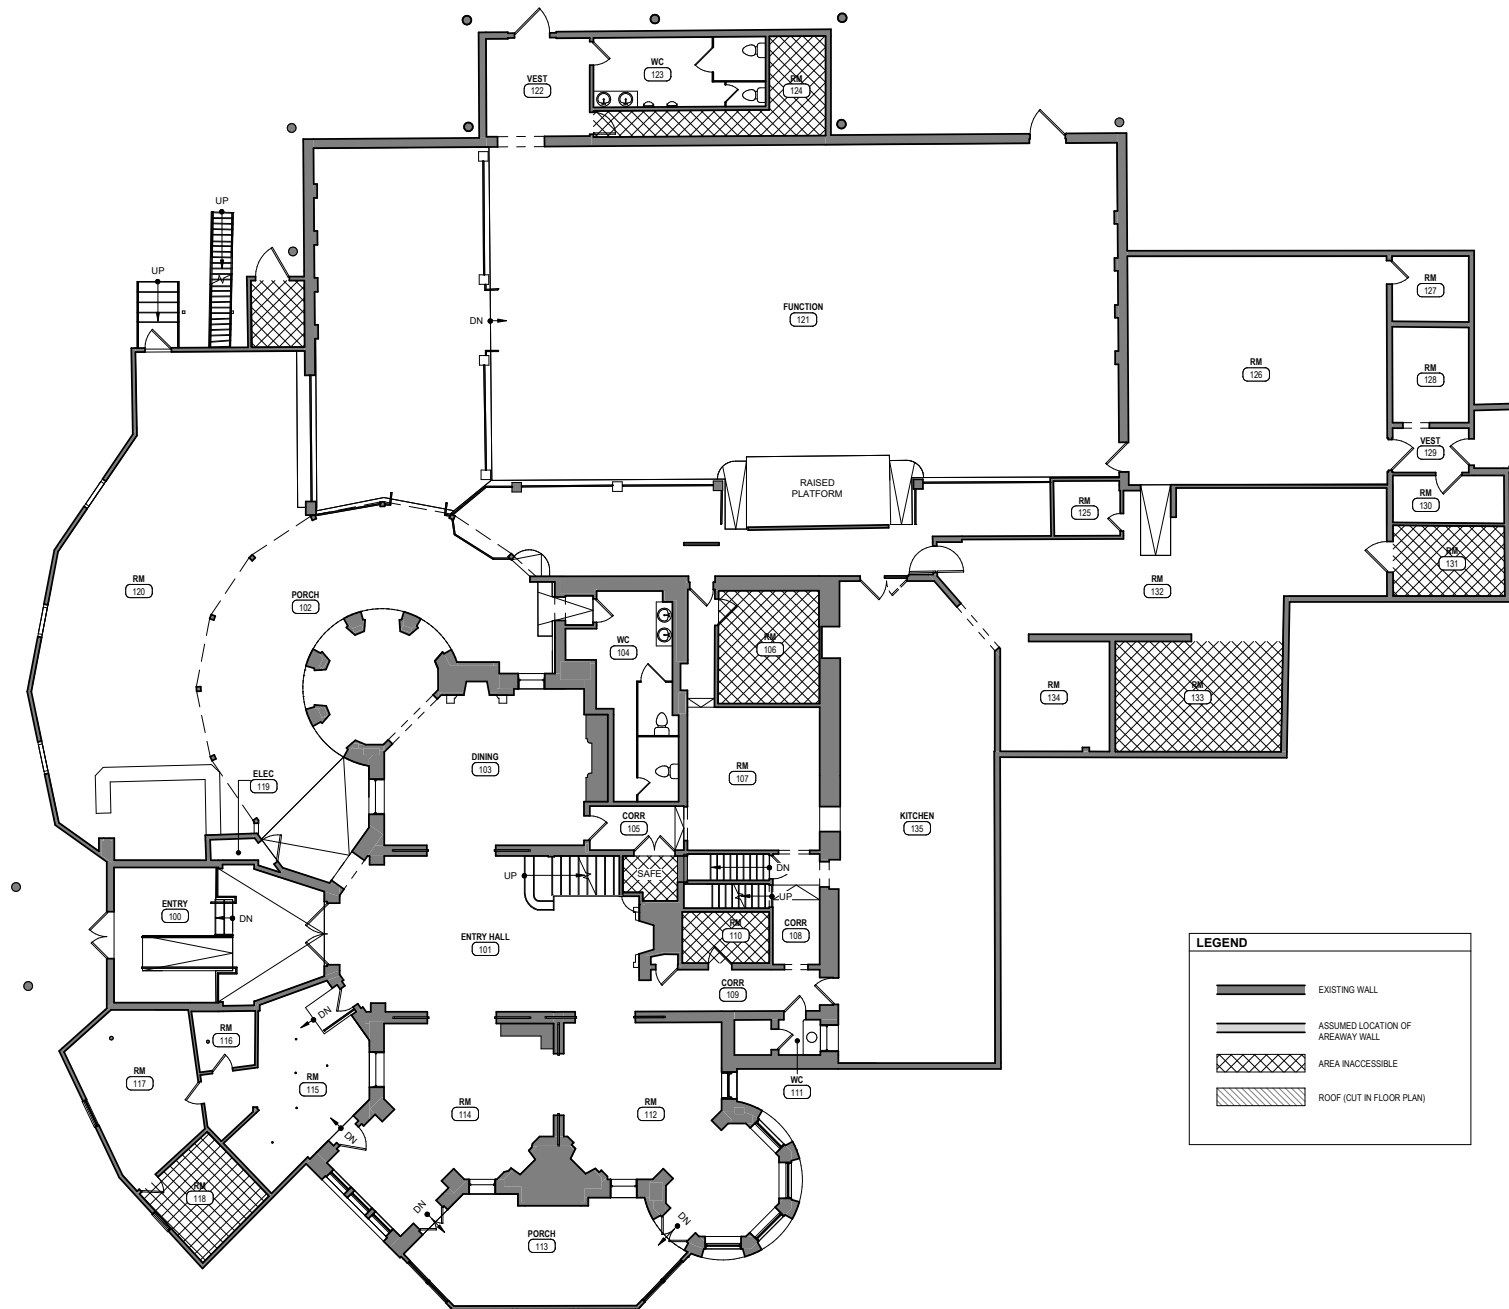 WC
123
RM
124
VEST
122
UP
UP
DN
FUNCTION
121
RM
127
RM
126
RM
128
VEST
129
RAISED
PLATFORM
RM
125
RM
130
RM
131
RM
120
PORCH
102
RM
132
WC
104
RM
106
RM
134
RM
133
DINING
103
ELEC
119
RM
107
CORR
105
KITCHEN
135
UP
SAFE
DN
UP
ENTRY
100
DN
ENTRY HALL
101
RM
110
CORR
108
CORR
109
DN
RM
116
RM
117
RM
115
RM
114
RM
112
WC
111
DN
RM
118
DN
DN
PORCH
113
LEGEND
EXISTING WALL
ASSUMED LOCATION OF
AREAWAY WALL
AREA INACCESSIBLE
ROOF (CUT IN FLOOR PLAN)